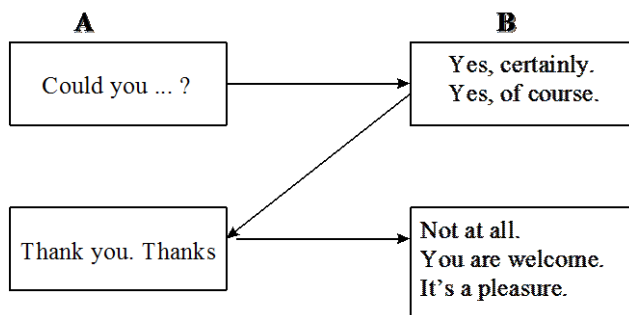 A
B
Could you ... ?
Yes, certainly.
Yes, of course.
Thank you. Thanks
Not at all.
You are welcome.
It's a pleasure.